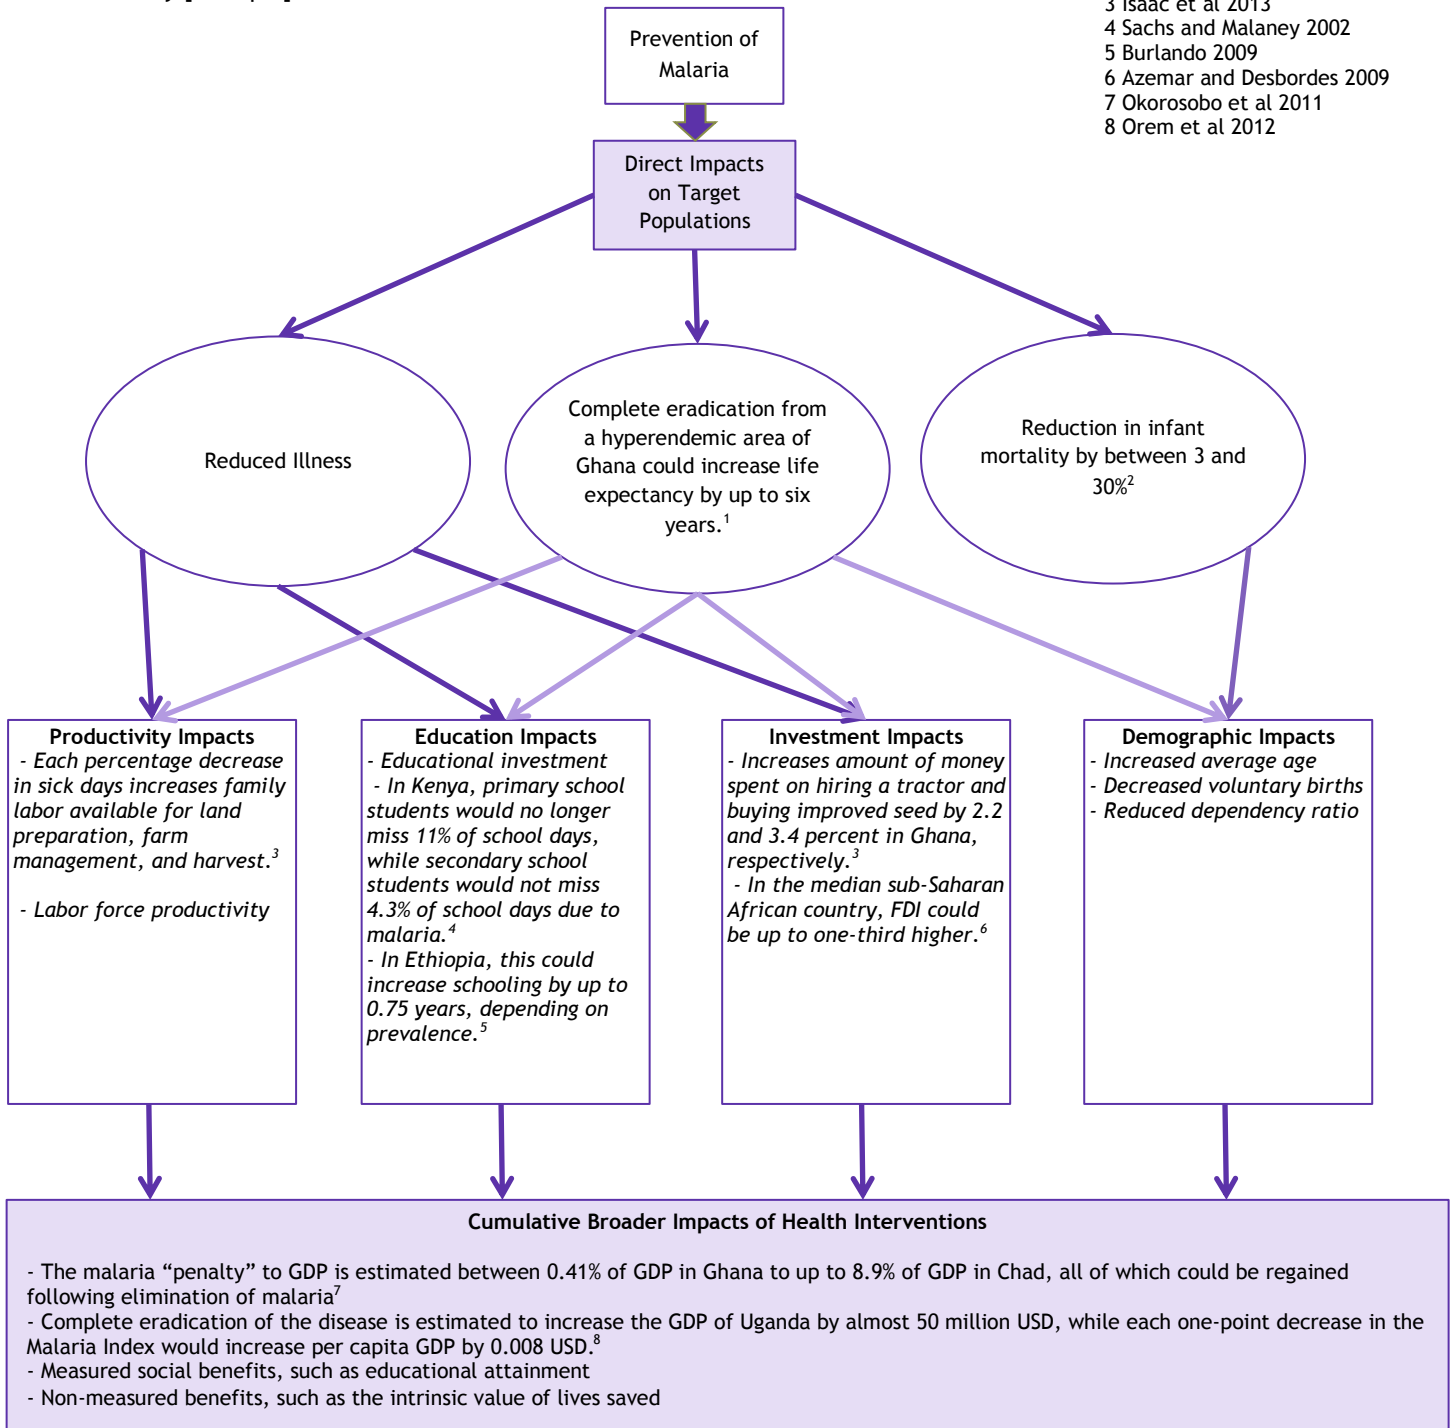 3 Isaac et al 2013
4 Sachs and Malaney 2002
5 Burlando 2009
6 Azemar and Desbordes 2009
7 Okorosobo et al 2011
8 Orem et al 2012
Prevention of
Malaria
Direct Impacts
on Target
Populations
Reduced Illness
Complete eradication from
a hyperendemic area of
Ghana could increase life
expectancy by up to six
years.1
Reduction in infant
mortality by between 3 and
30%2
Productivity Impacts
- Each percentage decrease
in sick days increases family
labor available for land
preparation, farm
management, and harvest.3
- Labor force productivity
Education Impacts
- Educational investment
- In Kenya, primary school
students would no longer
miss 11% of school days,
while secondary school
students would not miss
4.3% of school days due to
malaria.4
- In Ethiopia, this could
increase schooling by up to
0.75 years, depending on
prevalence.5
Investment Impacts
- Increases amount of money
spent on hiring a tractor and
buying improved seed by 2.2
and 3.4 percent in Ghana,
respectively.3
- In the median sub-Saharan
African country, FDI could
be up to one-third higher.6
Demographic Impacts
- Increased average age
- Decreased voluntary births
- Reduced dependency ratio
Cumulative Broader Impacts of Health Interventions
- The malaria “penalty” to GDP is estimated between 0.41% of GDP in Ghana to up to 8.9% of GDP in Chad, all of which could be regained
following elimination of malaria7
- Complete eradication of the disease is estimated to increase the GDP of Uganda by almost 50 million USD, while each one-point decrease in the
Malaria Index would increase per capita GDP by 0.008 USD.8
- Measured social benefits, such as educational attainment
- Non-measured benefits, such as the intrinsic value of lives saved